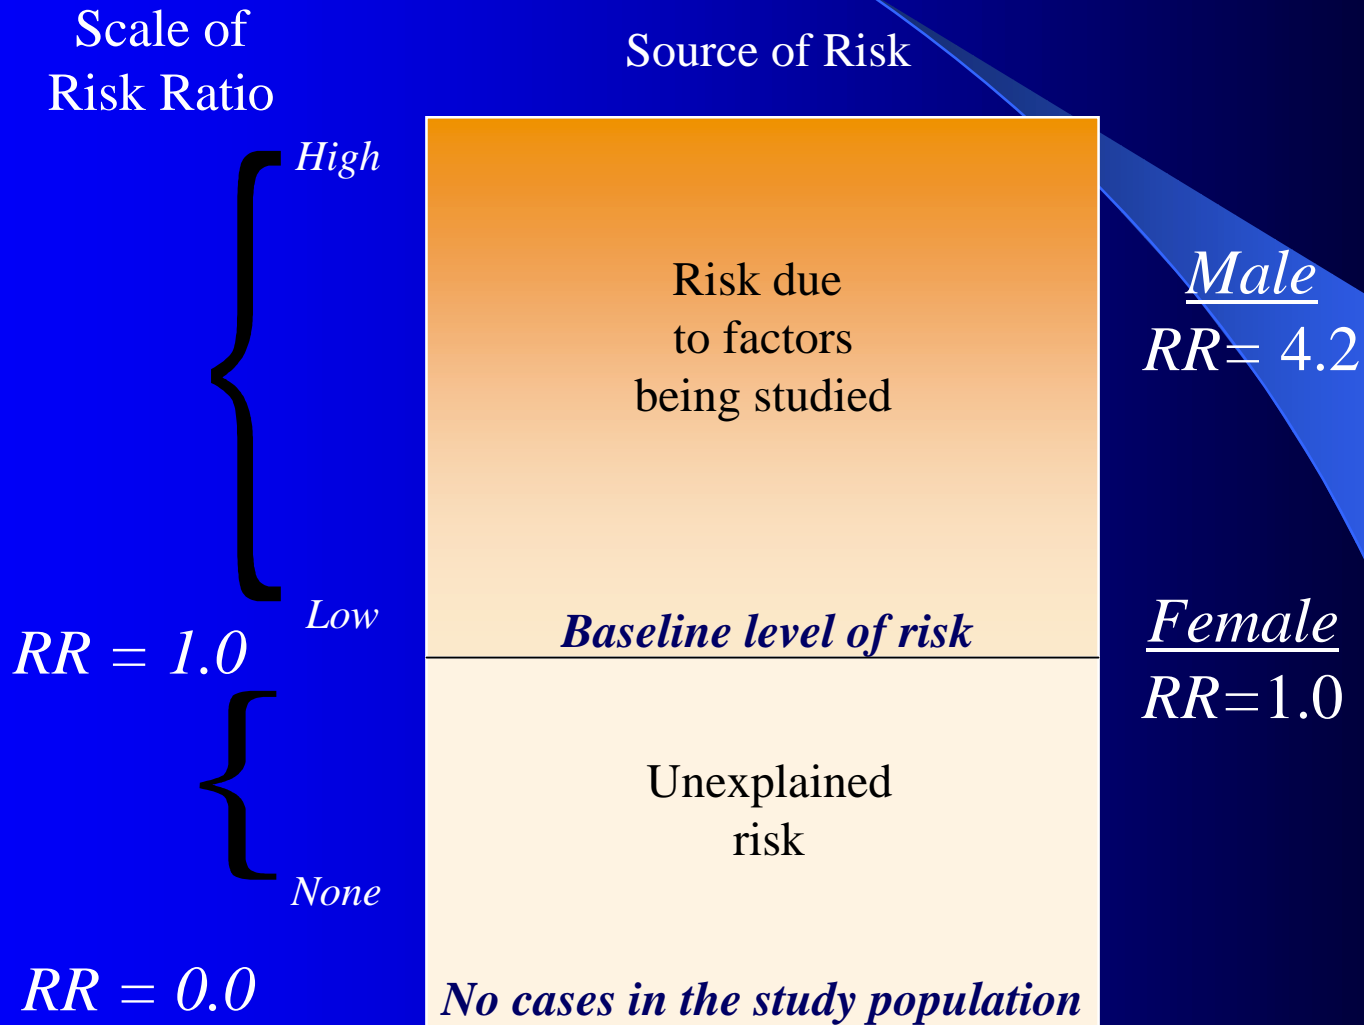 Scale of
Risk Ratio
Source of Risk
High
Risk due
to factors
being studied
Male
RR= 4.2
Low
RR = 1.0
Baseline level of risk
Female
RR=1.0
Unexplained
risk
None
RR = 0.0
No cases in the study population